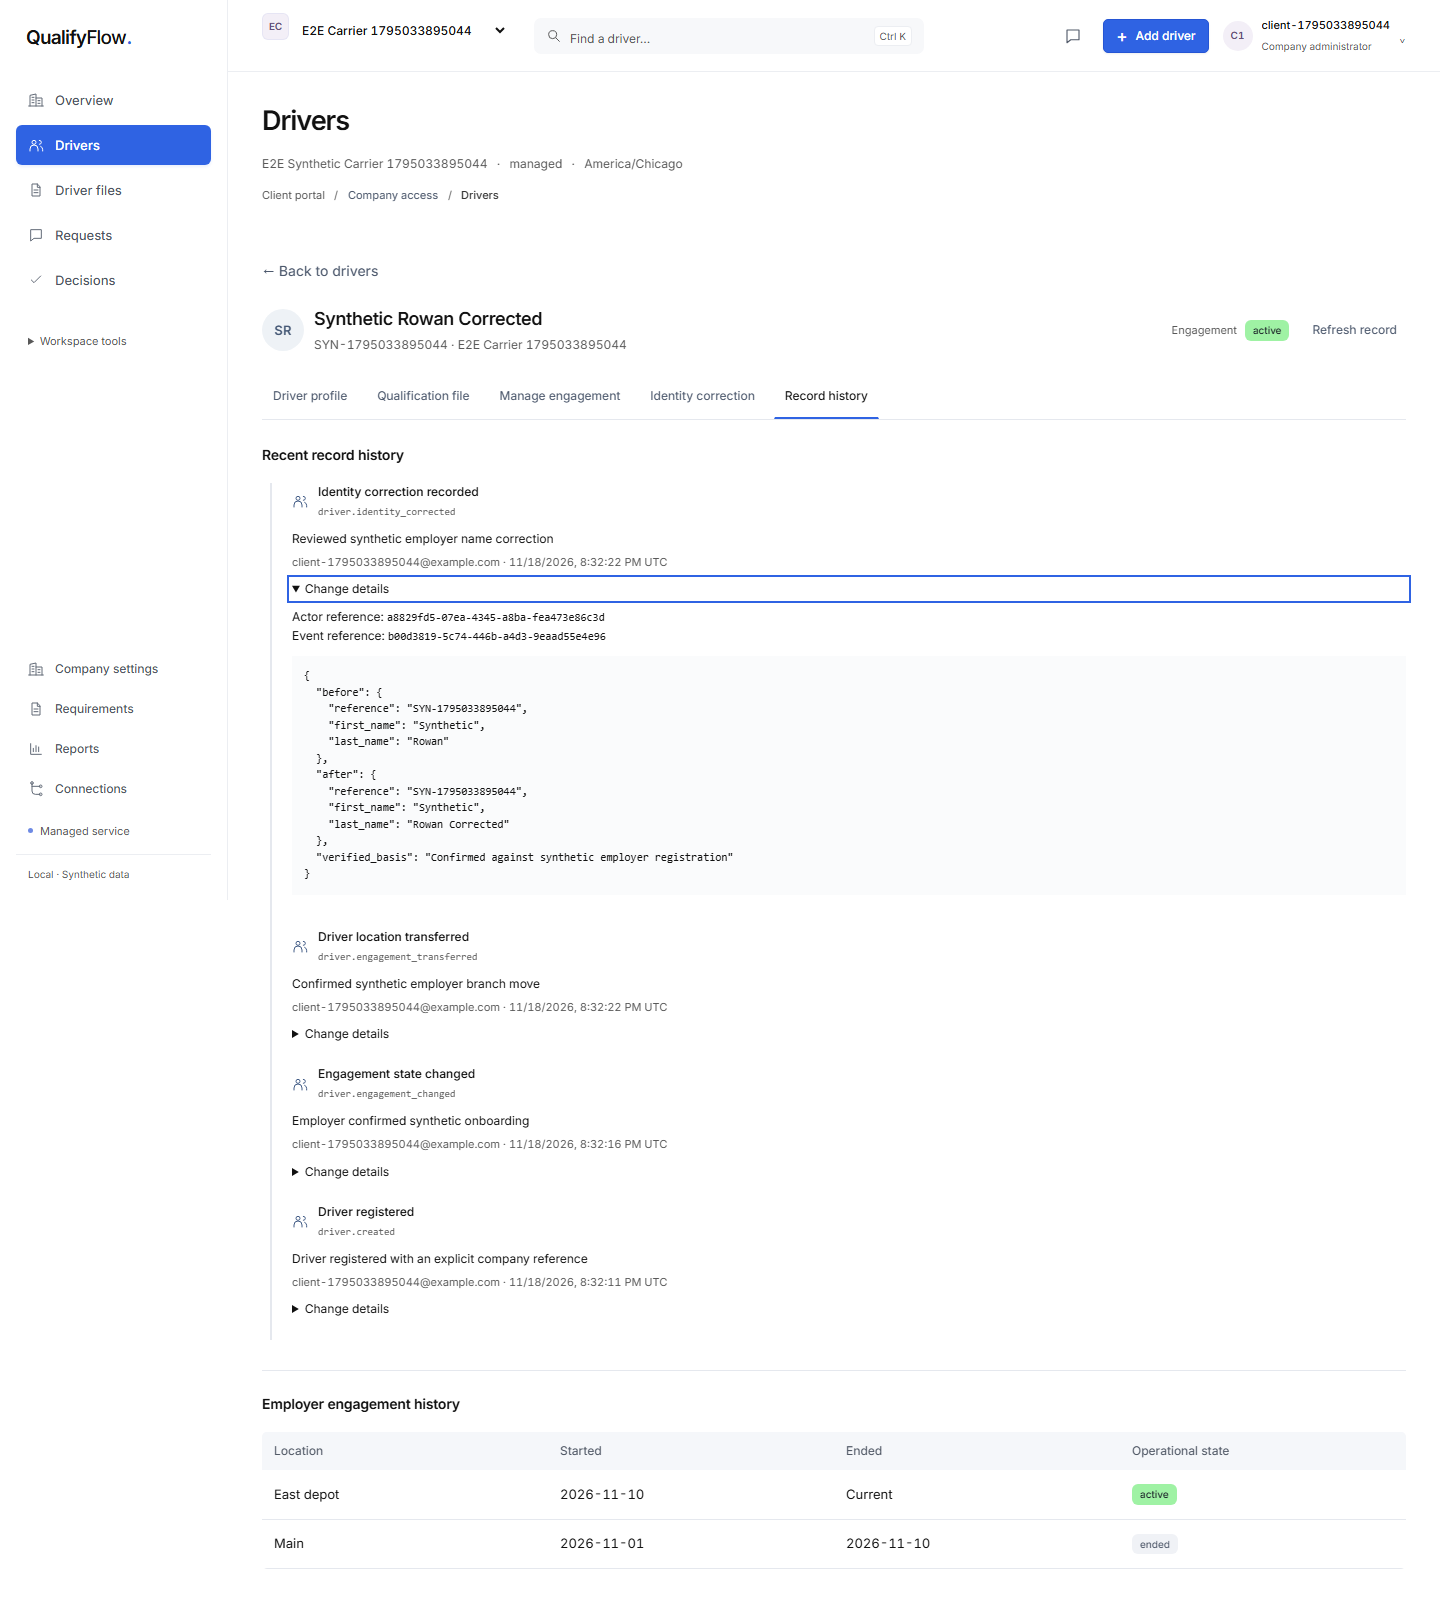 QualifyFlow.
EC
E2E Carrier 1795033895044
Find a driver...
Ctrl K
+ Add driver
C1
client-1795033895044
Company administrator
Overview
Drivers
Driver files
Requests
Decisions
Workspace tools
Company settings
Requirements
Reports
Connections
Managed service
Local · Synthetic data
Drivers
E2E Synthetic Carrier 1795033895044 · managed · America/Chicago
Client portal / Company access / Drivers
← Back to drivers
SR
Synthetic Rowan Corrected
SYN-1795033895044 · E2E Carrier 1795033895044
Engagement active Refresh record
Driver profile Qualification file Manage engagement Identity correction Record history
Recent record history
Identity correction recorded
driver.identity_corrected
Reviewed synthetic employer name correction
client-1795033895044@example.com · 11/18/2026, 8:32:22 PM UTC
Change details
Actor reference: a8829fd5-07ea-4345-a8ba-fea473e86c3d
Event reference: b00d3819-5c74-446b-a4d3-9eaad55e4e96
{
"before": {
"reference": "SYN-1795033895044",
"first_name": "Synthetic",
"last_name": "Rowan"
},
"after": {
"reference": "SYN-1795033895044",
"first_name": "Synthetic",
"last_name": "Rowan Corrected"
},
"verified_basis": "Confirmed against synthetic employer registration"
}
Driver location transferred
driver.engagement_transferred
Confirmed synthetic employer branch move
client-1795033895044@example.com · 11/18/2026, 8:32:22 PM UTC
Change details
Engagement state changed
driver.engagement_changed
Employer confirmed synthetic onboarding
client-1795033895044@example.com · 11/18/2026, 8:32:16 PM UTC
Change details
Driver registered
driver.created
Driver registered with an explicit company reference
client-1795033895044@example.com · 11/18/2026, 8:32:11 PM UTC
Change details
Employer engagement history
Location Started Ended Operational state
East depot 2026-11-10 Current active
Main 2026-11-01 2026-11-10 ended